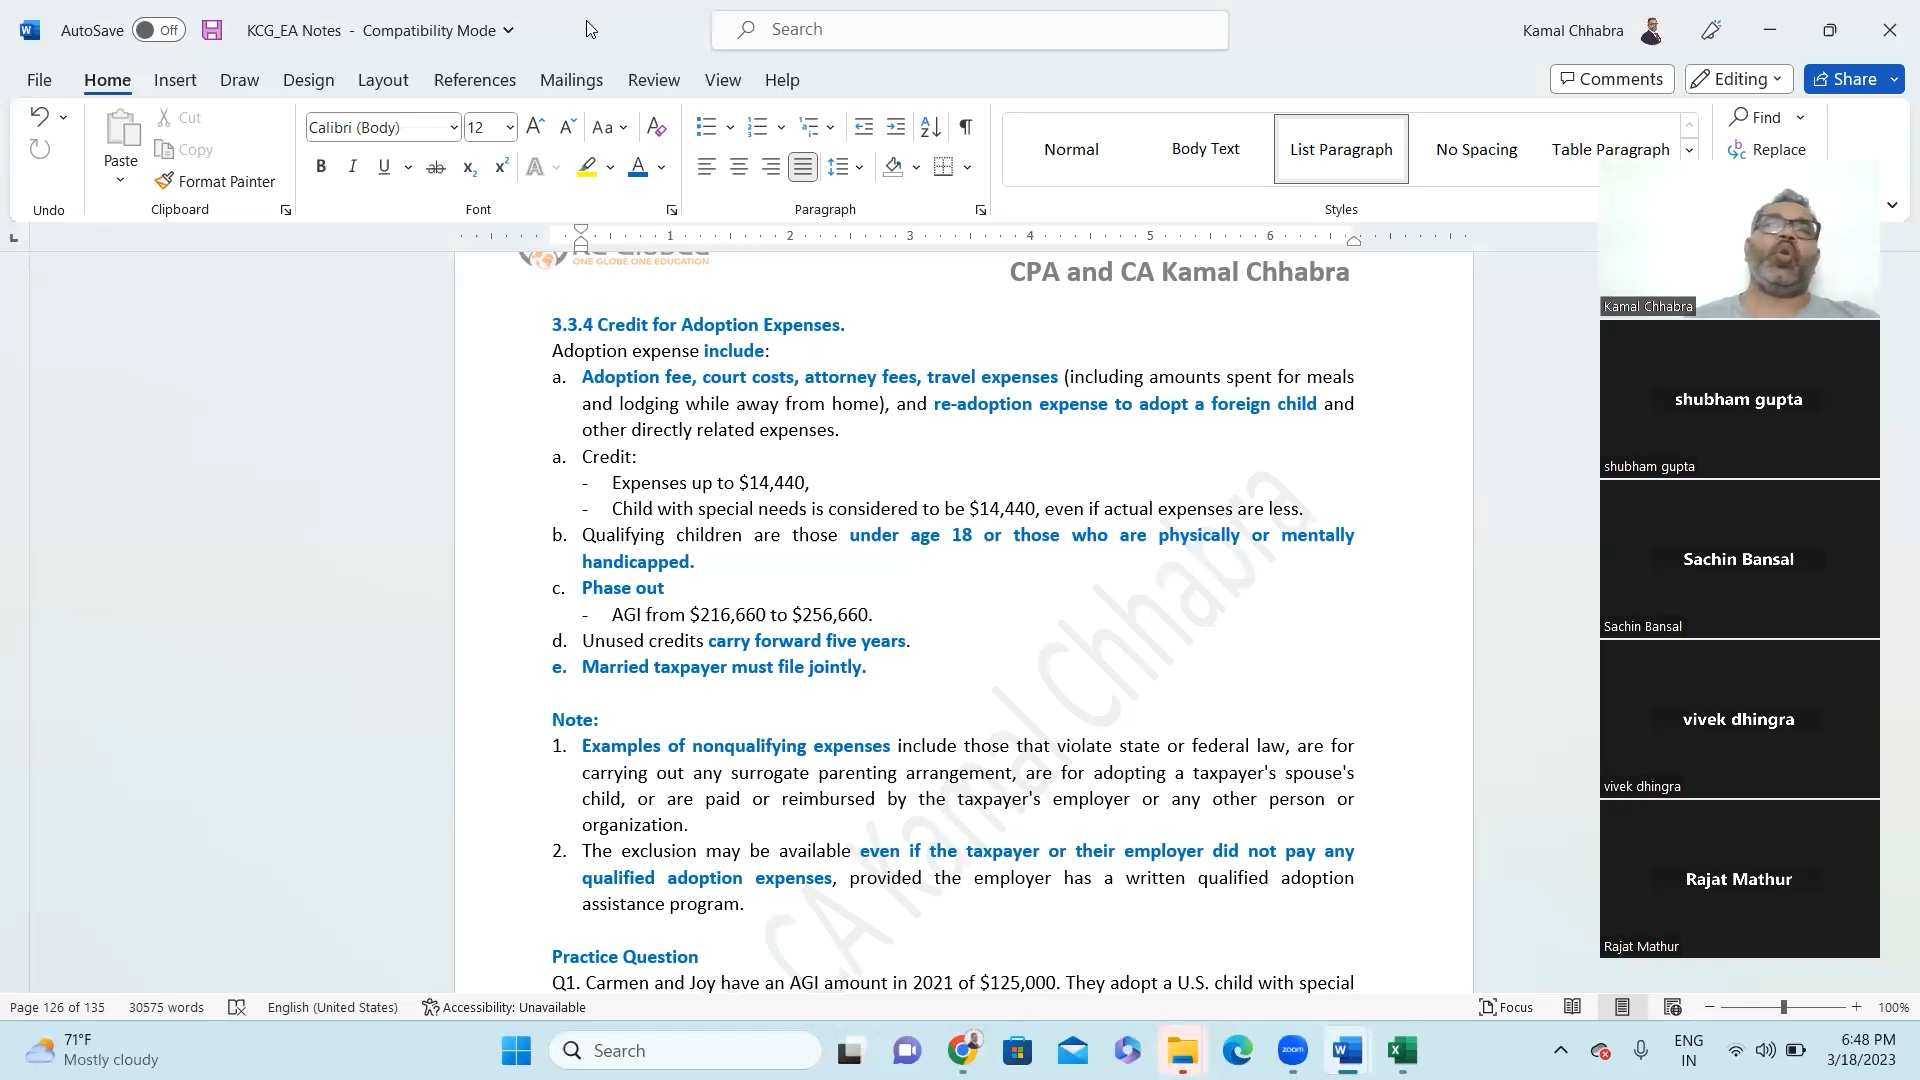 AutoSave Off KCG_EA Notes - Compatibility Mode Search Kamal Chhabra
File Home Insert Draw Design Layout References Mailings Review View Help Comments Editing Share
Cut
Copy
Paste
Format Painter
Calibri (Body) 12 Aa
Normal Body Text List Paragraph No Spacing Table Paragraph
Find
Replace
Undo Clipboard Font Paragraph Styles
1 2 3 4 5 6
ONE GLOBE ONE EDUCATION
CPA and CA Kamal Chhabra
3.3.4 Credit for Adoption Expenses.
Adoption expense include:
a. Adoption fee, court costs, attorney fees, travel expenses (including amounts spent for meals
and lodging while away from home), and re-adoption expense to adopt a foreign child and
other directly related expenses.
a. Credit:
- Expenses up to $14,440,
- Child with special needs is considered to be $14,440, even if actual expenses are less.
b. Qualifying children are those under age 18 or those who are physically or mentally
handicapped.
c. Phase out
- AGI from $216,660 to $256,660.
d. Unused credits carry forward five years.
e. Married taxpayer must file jointly.
Note:
1. Examples of nonqualifying expenses include those that violate state or federal law, are for
carrying out any surrogate parenting arrangement, are for adopting a taxpayer's spouse's
child, or are paid or reimbursed by the taxpayer's employer or any other person or
organization.
2. The exclusion may be available even if the taxpayer or their employer did not pay any
qualified adoption expenses, provided the employer has a written qualified adoption
assistance program.
Practice Question
Q1. Carmen and Joy have an AGI amount in 2021 of $125,000. They adopt a U.S. child with special
CA Kamal Chhabra
Kamal Chhabra
shubham gupta
shubham gupta
Sachin Bansal
Sachin Bansal
vivek dhingra
vivek dhingra
Rajat Mathur
Rajat Mathur
Page 126 of 135 30575 words English (United States) Accessibility: Unavailable Focus 100%
71°F
Mostly cloudy
Search
zoom
ENG
IN
6:48 PM
3/18/2023